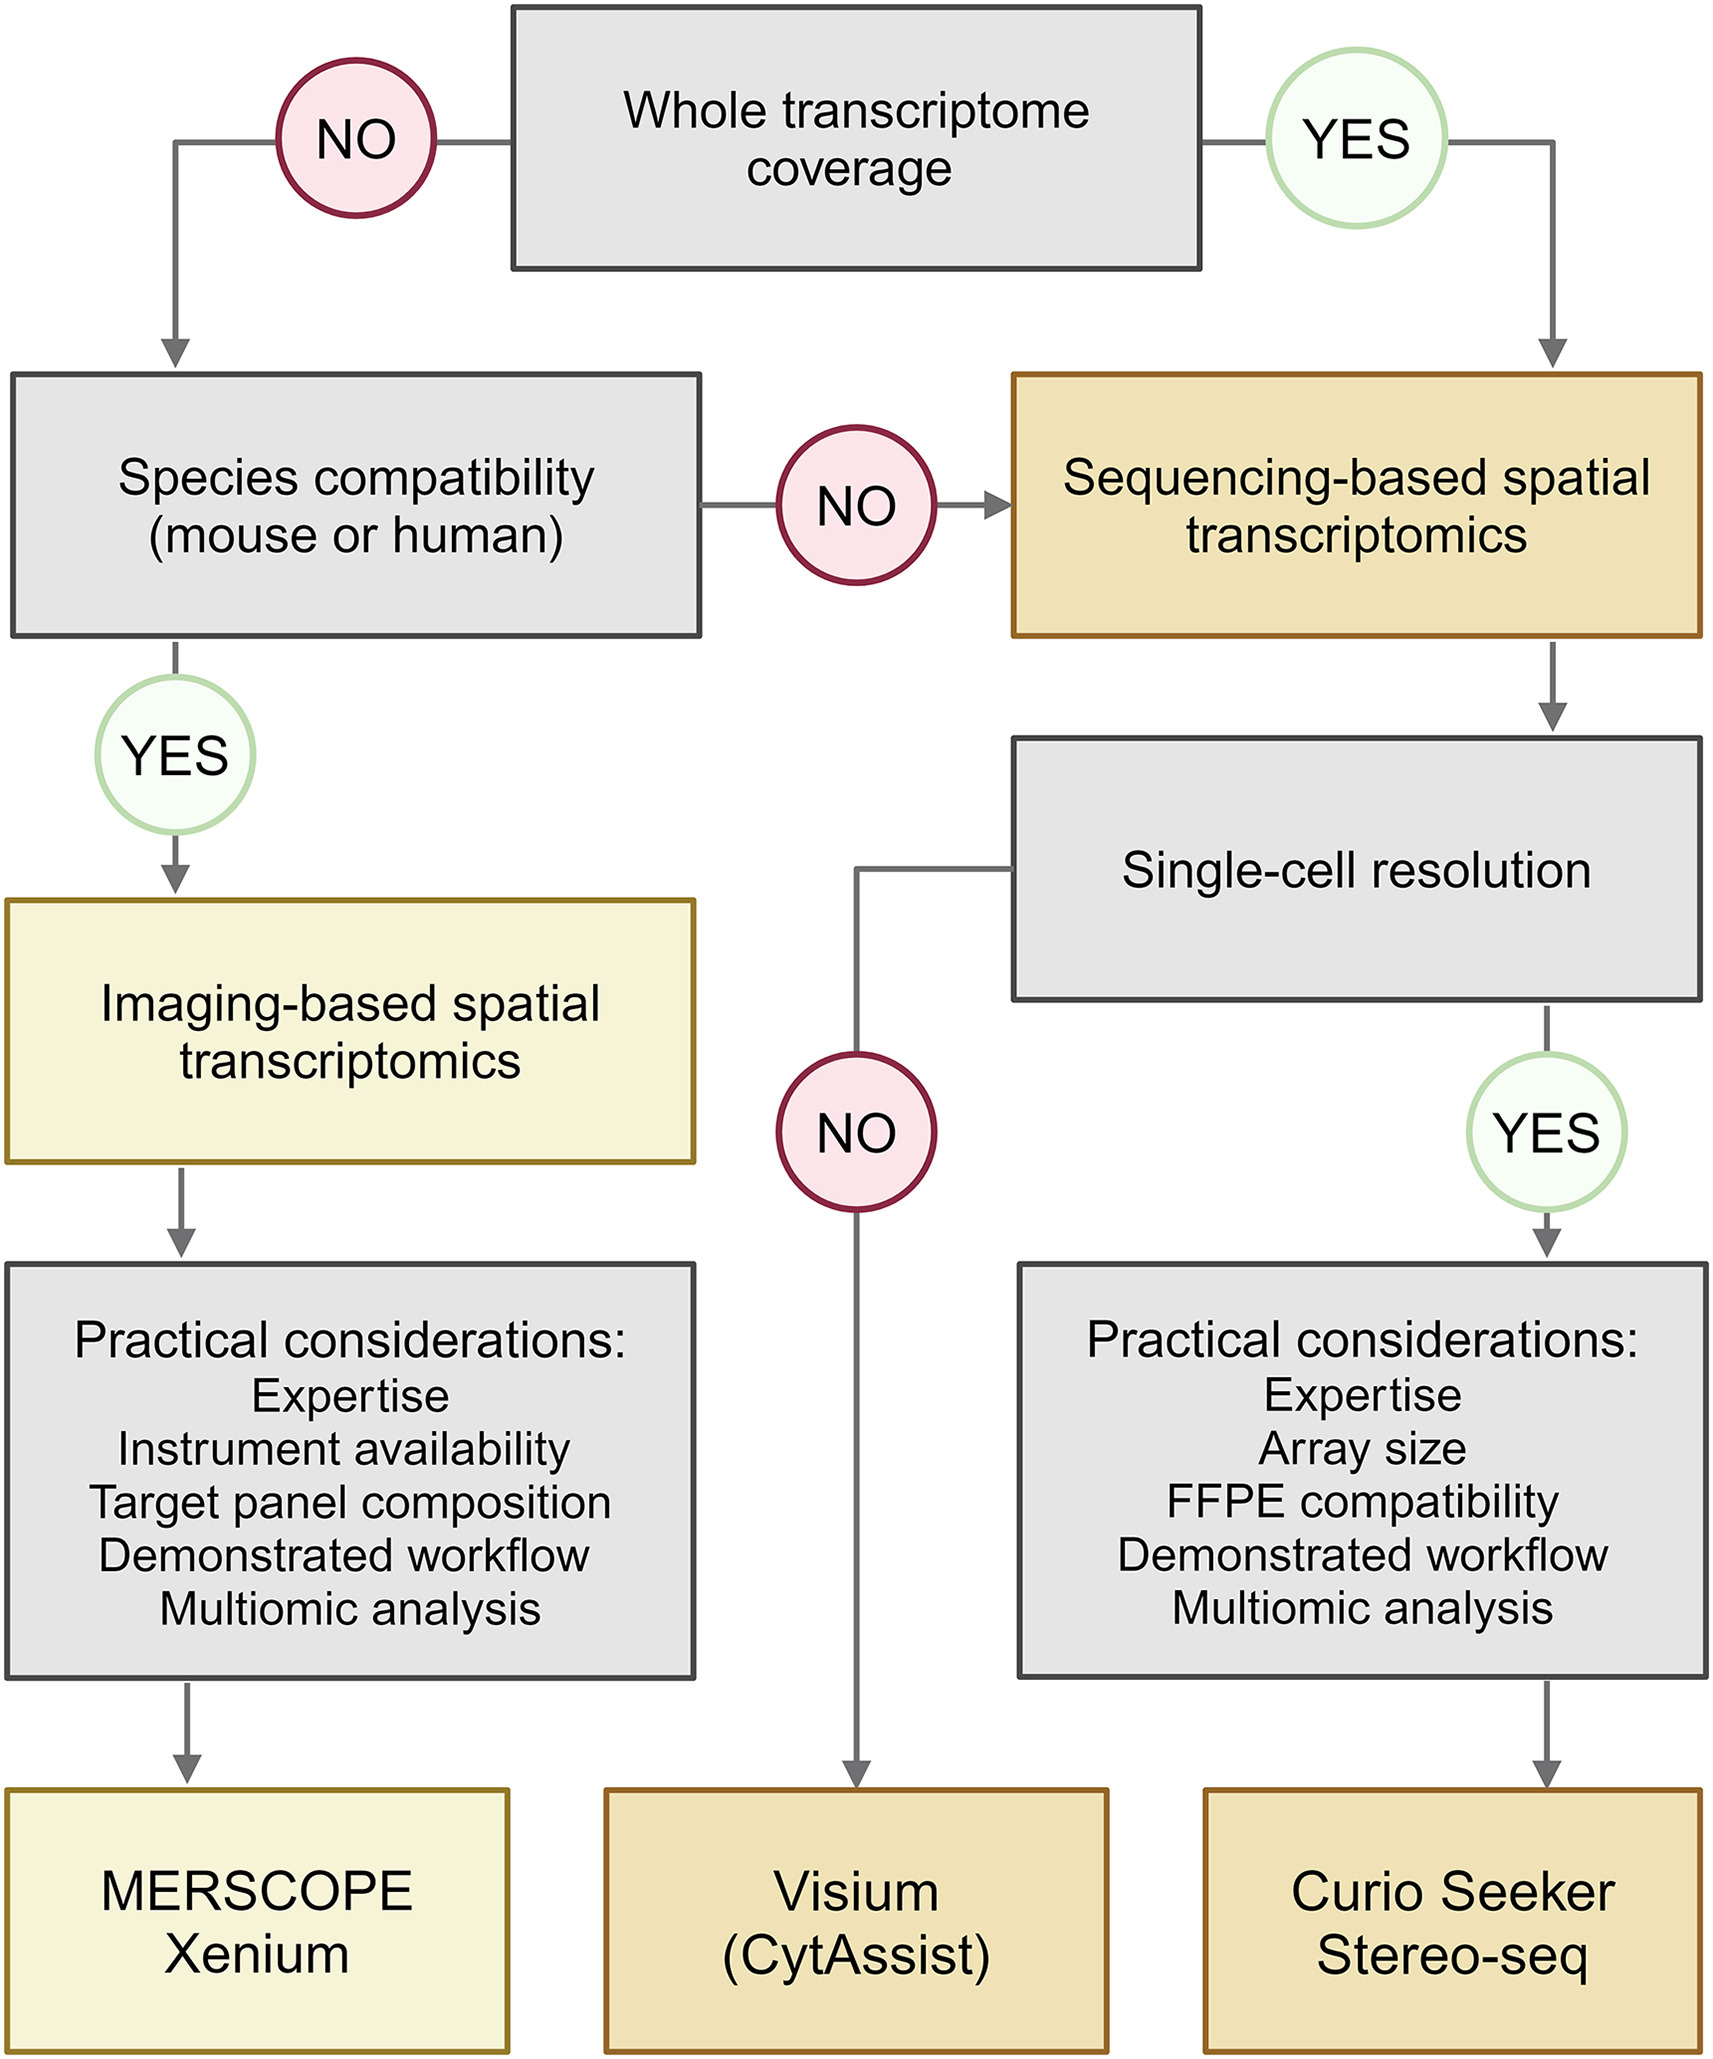 Whole transcriptome
coverage
NO
YES
Species compatibility
(mouse or human)
NO
Sequencing-based spatial
transcriptomics
YES
Single-cell resolution
Imaging-based spatial
transcriptomics
NO
YES
Practical considerations:
Expertise
Instrument availability
Target panel composition
Demonstrated workflow
Multiomic analysis
Practical considerations:
Expertise
Array size
FFPE compatibility
Demonstrated workflow
Multiomic analysis
MERSCOPE
Xenium
Visium
(CytAssist)
Curio Seeker
Stereo-seq